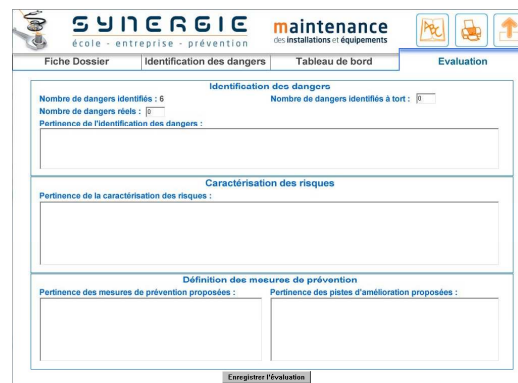 SYNERGIE
école - entreprise - prévention
maintenance
des installations et équipements
Fiche Dossier
Identification des dangers
Tableau de bord
Evaluation
Identification des dangers
Nombre de dangers identifiés : 6
Nombre de dangers identifiés à tort : 0
Nombre de dangers réels : 0
Pertinence de l'identification des dangers :
Caractérisation des risques
Pertinence de la caractérisation des risques :
Définition des mesures de prévention
Pertinence des mesures de prévention proposées :
Pertinence des pistes d'amélioration proposées :
Enregistrer l'évaluation